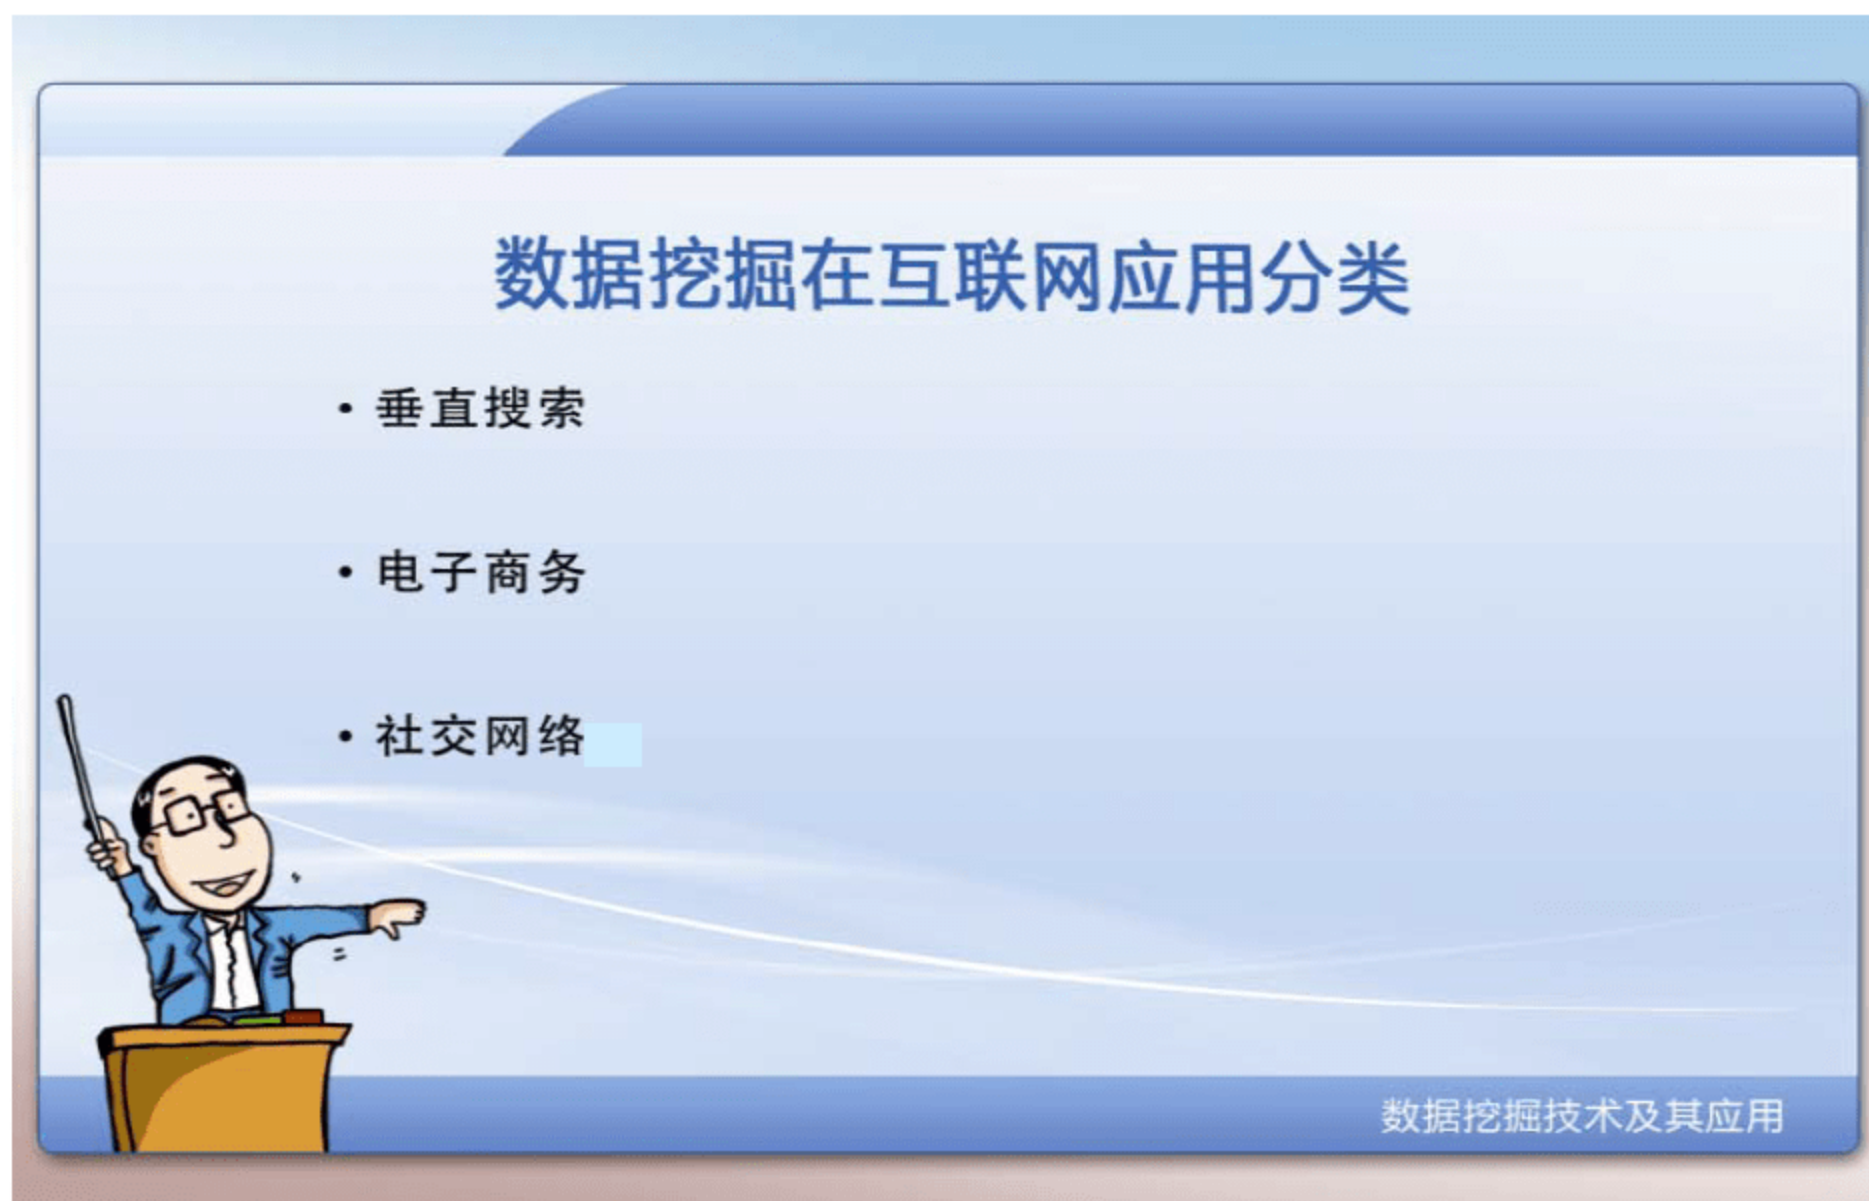 数据挖掘在互联网应用分类
• 垂直搜索
• 电子商务
• 社交网络
数据挖掘技术及其应用